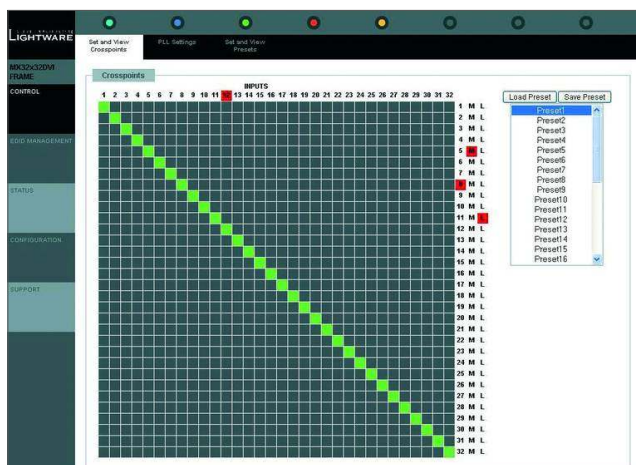 LIGHTWARE
Set and View Crosspoints
PLL Settings
Set and View Presets
MX32x32DVI FRAME
CONTROL
EDID MANAGEMENT
STATUS
CONFIGURATION
SUPPORT
Crosspoints
INPUTS
1 2 3 4 5 6 7 8 9 10 11 12 13 14 15 16 17 18 19 20 21 22 23 24 25 26 27 28 29 30 31 32
1 M L
2 M L
3 M L
4 M L
5 M L
6 M L
7 M L
8 M L
9 M L
10 M L
11 M L
12 M L
13 M L
14 M L
15 M L
16 M L
17 M L
18 M L
19 M L
20 M L
21 M L
22 M L
23 M L
24 M L
25 M L
26 M L
27 M L
28 M L
29 M L
30 M L
31 M L
32 M L
Load Preset Save Preset
Preset1
Preset2
Preset3
Preset4
Preset5
Preset6
Preset7
Preset8
Preset9
Preset10
Preset11
Preset12
Preset13
Preset14
Preset15
Preset16